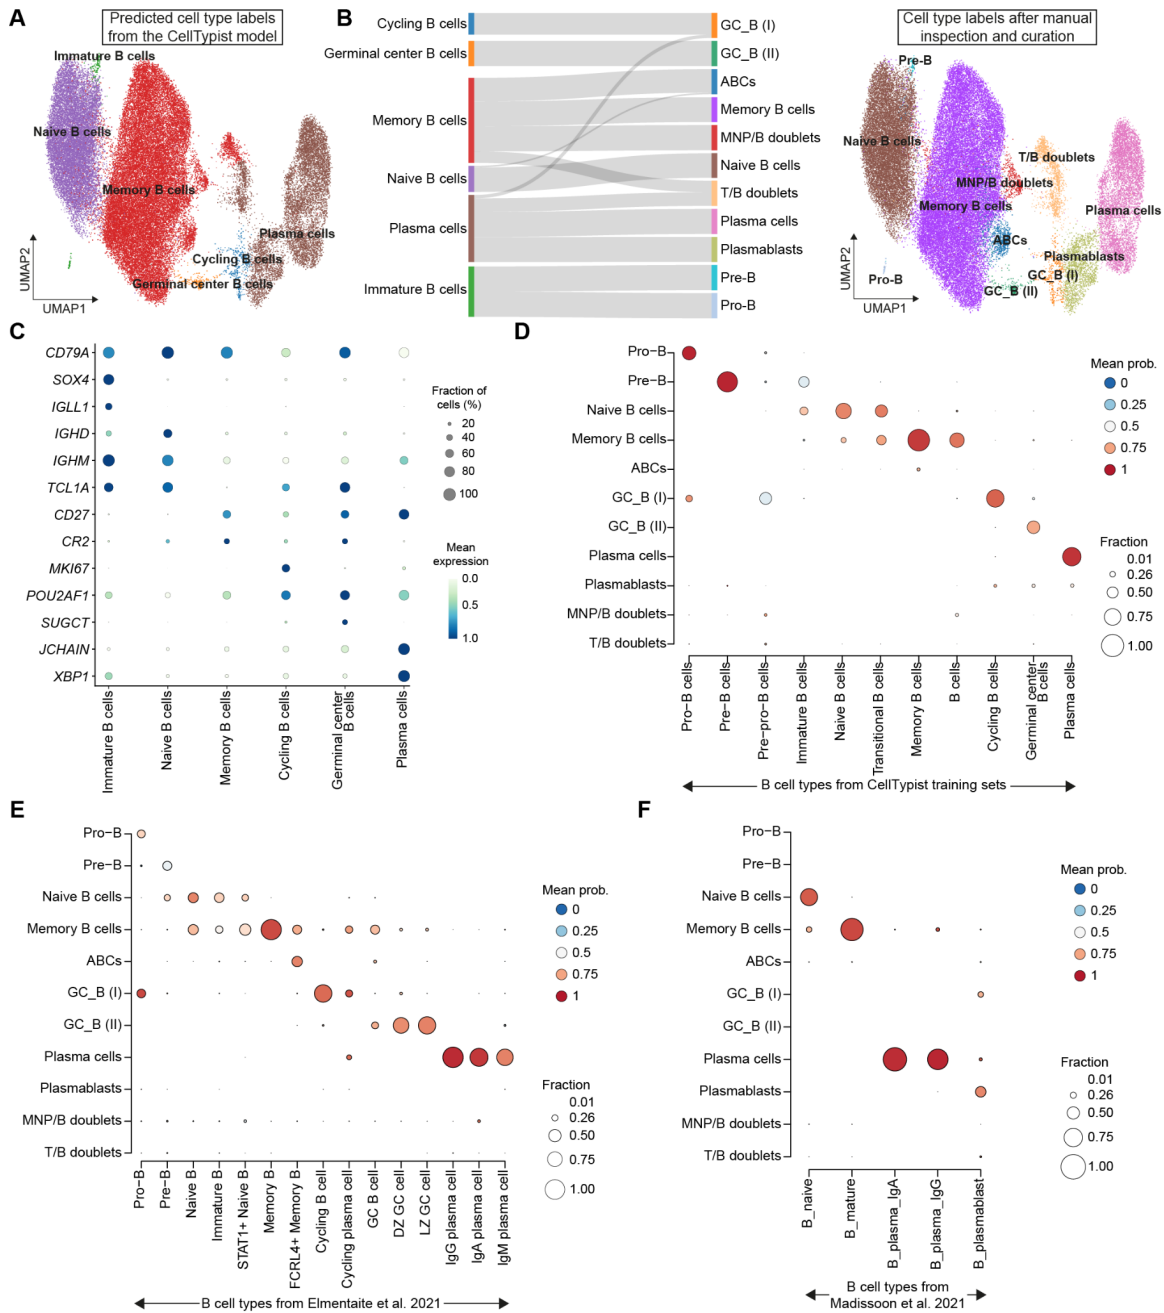 A
Predicted cell type labels
from the CellTypist model
Immature B cells
Naive B cells
Memory B cells
Plasma cells
Cycling B cells
Germinal center B cells
UMAP2
UMAP1
B
Cycling B cells
Germinal center B cells
Memory B cells
Naive B cells
Plasma cells
Immature B cells
GC_B (I)
GC_B (II)
ABCs
Memory B cells
MNP/B doublets
Naive B cells
T/B doublets
Plasma cells
Plasmablasts
Pre-B
Pro-B
Cell type labels after manual
inspection and curation
Pre-B
Naive B cells
T/B doublets
MNP/B doublets
Memory B cells
Plasma cells
ABCs
Plasmablasts
Pro-B
GC_B (I)
GC_B (II)
UMAP2
UMAP1
C
CD79A
SOX4
IGLL1
IGHD
IGHM
TCL1A
CD27
CR2
MKI67
POU2AF1
SUGCT
JCHAIN
XBP1
Immature B cells
Naive B cells
Memory B cells
Cycling B cells
Germinal center
B cells
Plasma cells
Fraction of
cells (%)
20
40
60
80
100
Mean
expression
0.0
0.5
1.0
D
Pro−B
Pre−B
Naive B cells
Memory B cells
ABCs
GC_B (I)
GC_B (II)
Plasma cells
Plasmablasts
MNP/B doublets
T/B doublets
Pro−B cells
Pre−B cells
Pre−pro−B cells
Immature B cells
Naive B cells
Transitional B cells
Memory B cells
B cells
Cycling B cells
Germinal center
B cells
Plasma cells
B cell types from CellTypist training sets
Mean prob.
0
0.25
0.5
0.75
1
Fraction
0.01
0.26
0.50
0.75
1.00
E
Pro−B
Pre−B
Naive B cells
Memory B cells
ABCs
GC_B (I)
GC_B (II)
Plasma cells
Plasmablasts
MNP/B doublets
T/B doublets
Pro−B
Pre−B
Naive B
Immature B
STAT1+ Naive B
Memory B
FCRL4+ Memory B
Cycling B cell
Cycling plasma cell
GC B cell
DZ GC cell
LZ GC cell
IgG plasma cell
IgA plasma cell
IgM plasma cell
B cell types from Elmentaite et al. 2021
Mean prob.
0
0.25
0.5
0.75
1
Fraction
0.01
0.26
0.50
0.75
1.00
F
Pro−B
Pre−B
Naive B cells
Memory B cells
ABCs
GC_B (I)
GC_B (II)
Plasma cells
Plasmablasts
MNP/B doublets
T/B doublets
B_naive
B_mature
B_plasma_IgA
B_plasma_IgG
B_plasmablast
B cell types from
Madissoon et al. 2021
Mean prob.
0
0.25
0.5
0.75
1
Fraction
0.01
0.26
0.50
0.75
1.00